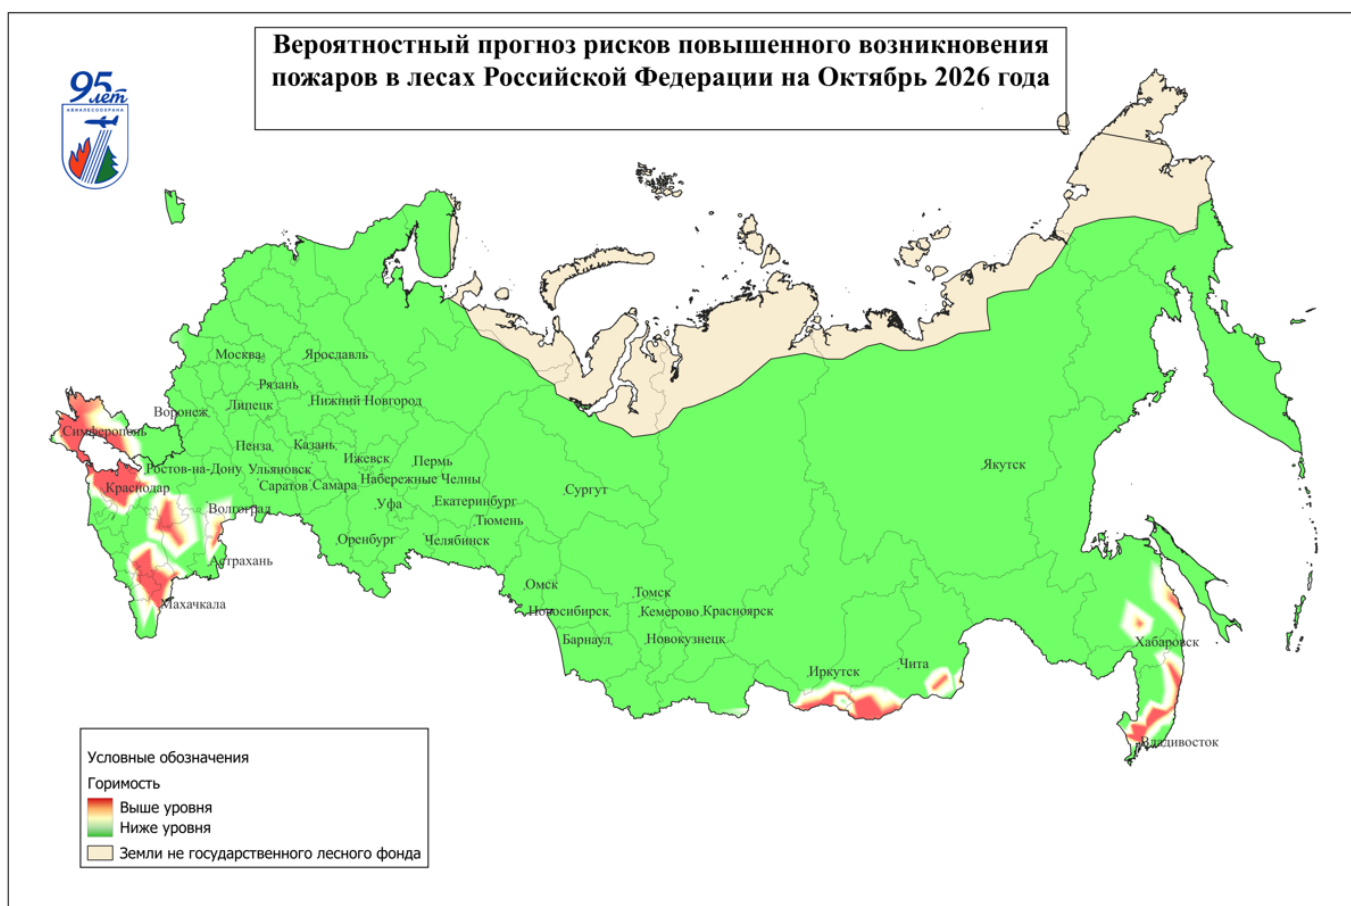 Вероятностный прогноз рисков повышенного возникновения
пожаров в лесах Российской Федерации на Октябрь 2026 года
95
лет
АВИАЛЕСООХРАНА
Москва
Ярославль
Рязань
Воронеж
Липецк
Нижний Новгород
Симферополь
Пенза
Казань
Ижевск
Пермь
Ростов-на-Дону
Ульяновск
Набережные Челны
Якутск
Краснодар
Саратов
Самара
Сургут
Волгоград
Уфа
Екатеринбург
Тюмень
Оренбург
Челябинск
Астрахань
Омск
Томск
Махачкала
Новосибирск
Кемерово
Красноярск
Барнаул
Новокузнецк
Хабаровск
Иркутск
Чита
Владивосток
Условные обозначения
Горимость
Выше уровня
Ниже уровня
Земли не государственного лесного фонда